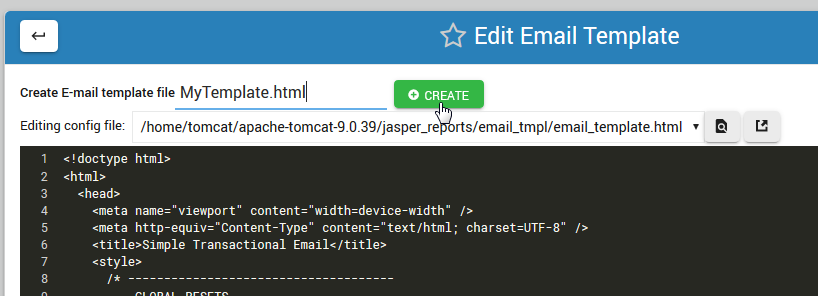 Edit Email Template
Create E-mail template file MyTemplate.html CREATE
Editing config file: /home/tomcat/apache-tomcat-9.0.39/jasper_reports/email_tmpl/email_template.html
1 <!doctype html>
2 <html>
3 <head>
4 <meta name="viewport" content="width=device-width" />
5 <meta http-equiv="Content-Type" content="text/html; charset=UTF-8" />
6 <title>Simple Transactional Email</title>
7 <style>
8 /* -------------------------------------
9 GLOBAL RESETS